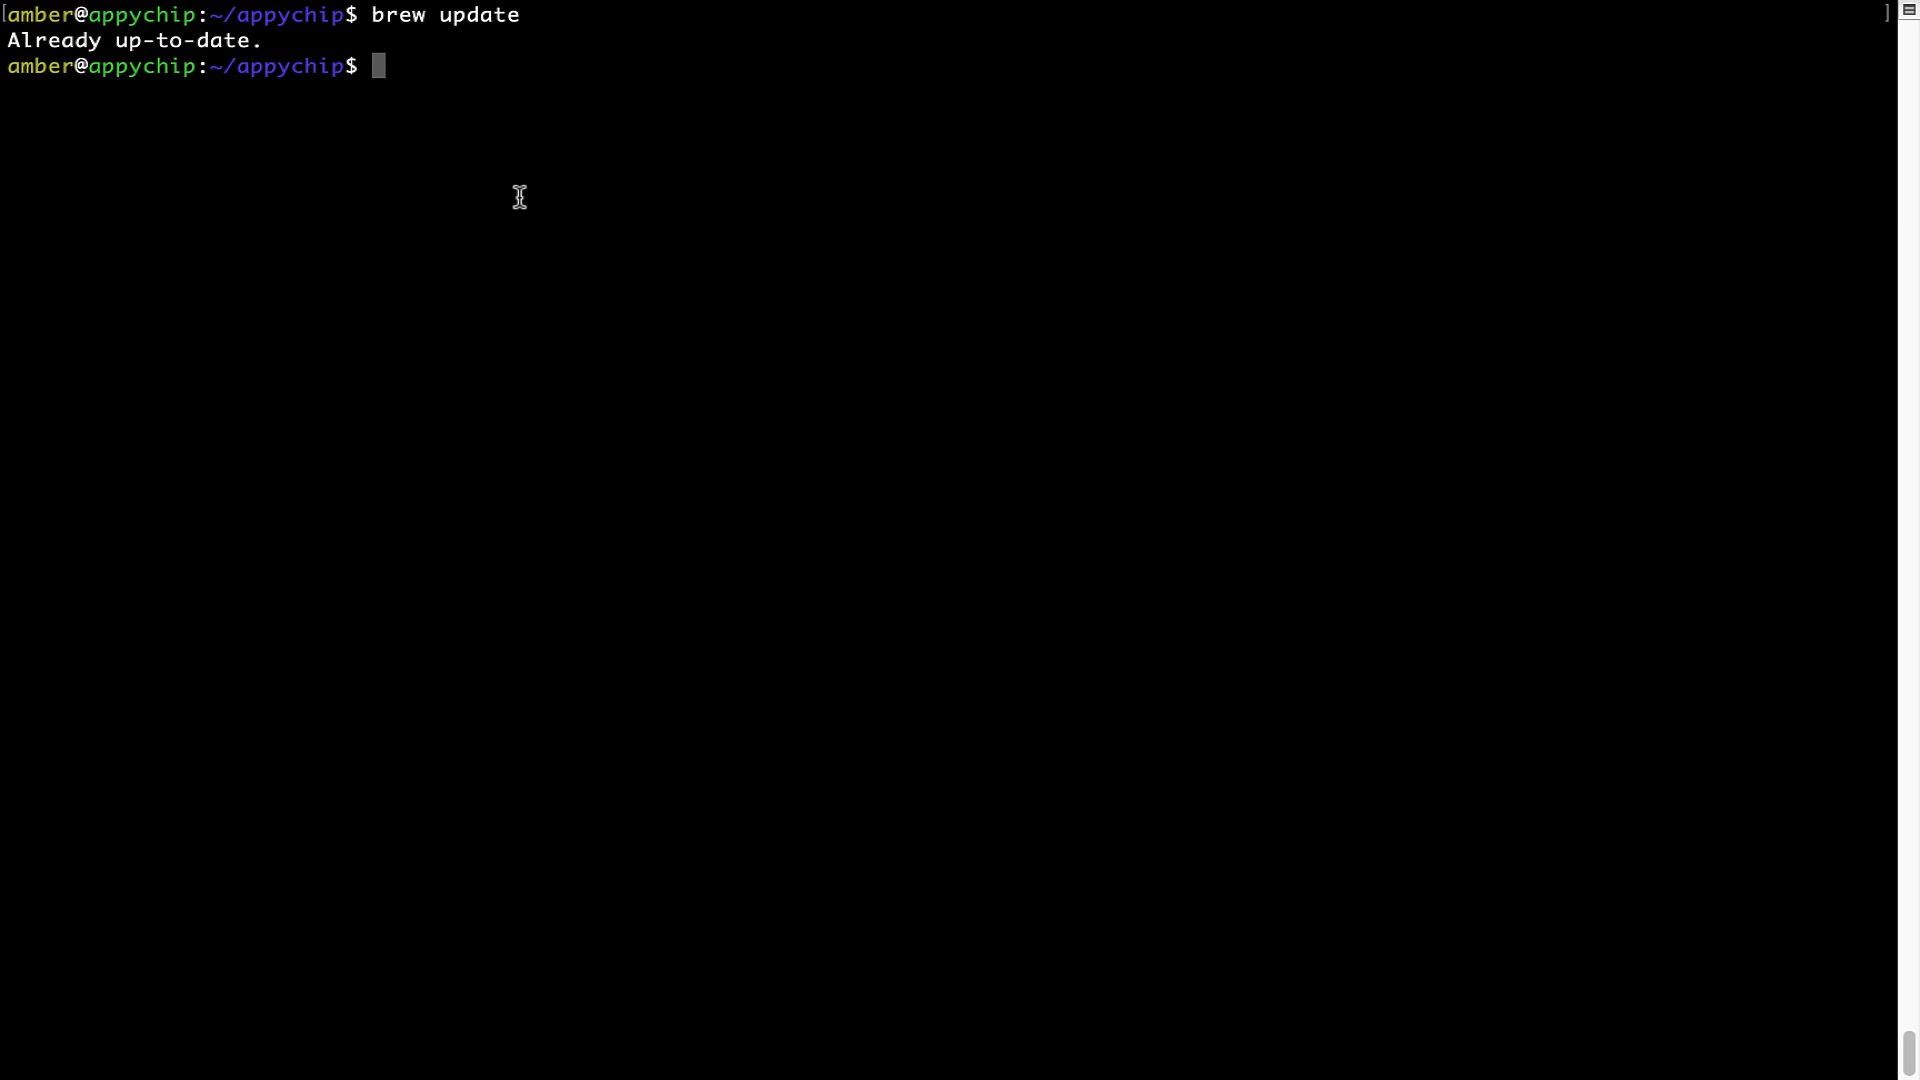 [amber@appychip:~/appychip$ brew update ]
Already up-to-date.
amber@appychip:~/appychip$